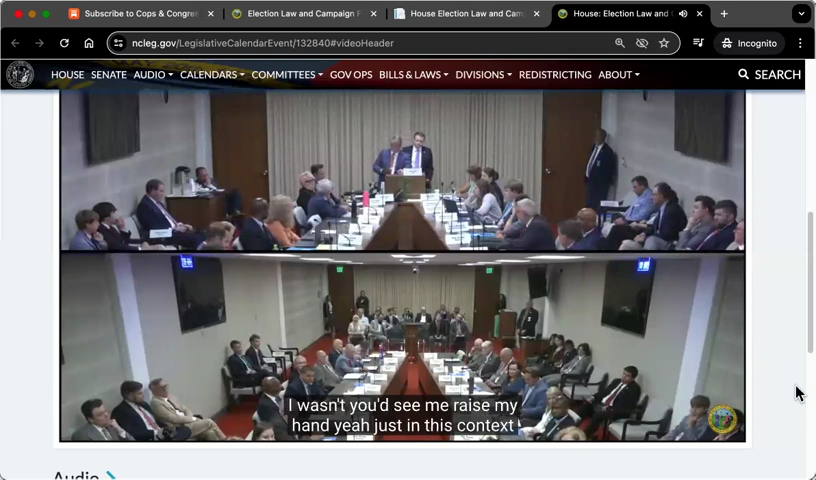 Subscribe to Cops & Congre
Election Law and Campaign F
House Election Law and Cam
House: Election Law and
ncleg.gov/LegislativeCalendarEvent/132840#videoHeader
Incognito
HOUSE SENATE AUDIO CALENDARS COMMITTEES GOV OPS BILLS & LAWS DIVISIONS REDISTRICTING ABOUT SEARCH
I wasn't you'd see me raise my
hand yeah just in this context
Audio